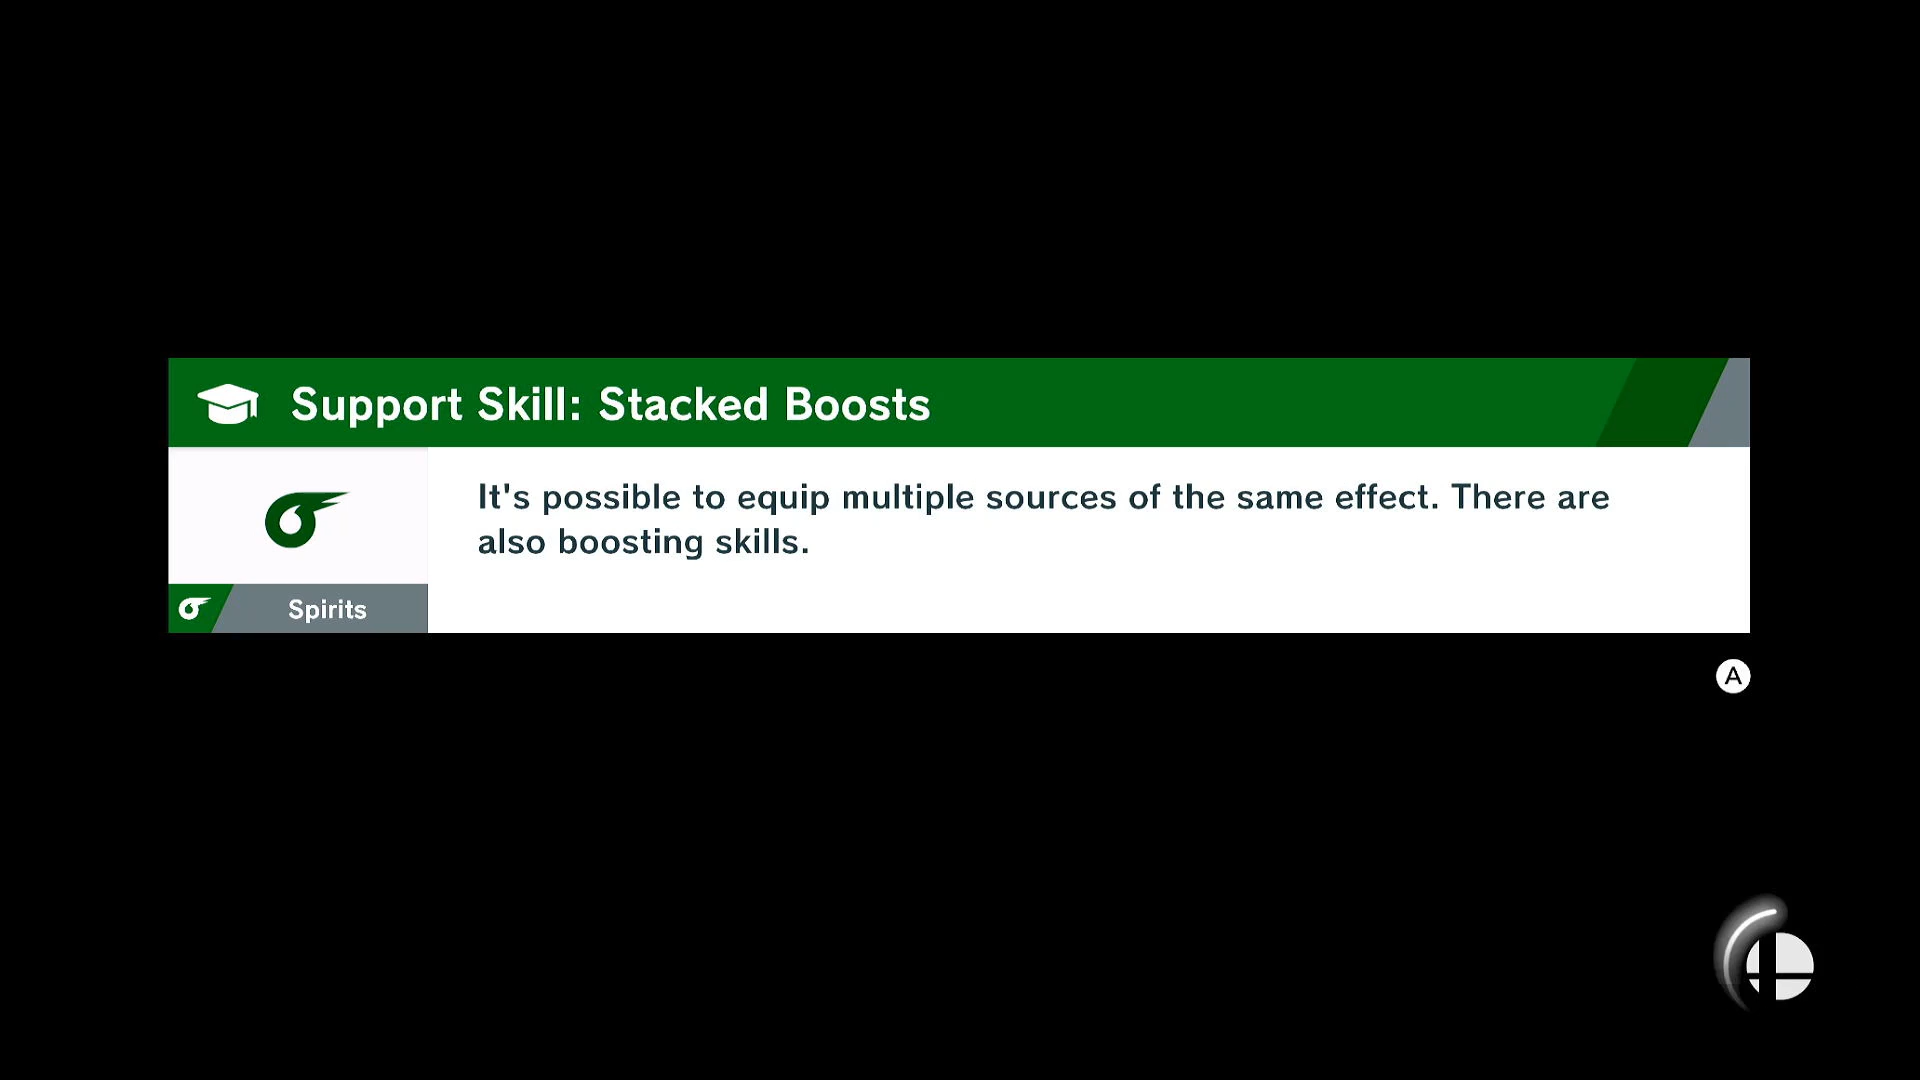 Support Skill: Stacked Boosts
It's possible to equip multiple sources of the same effect. There are
also boosting skills.
Spirits
A